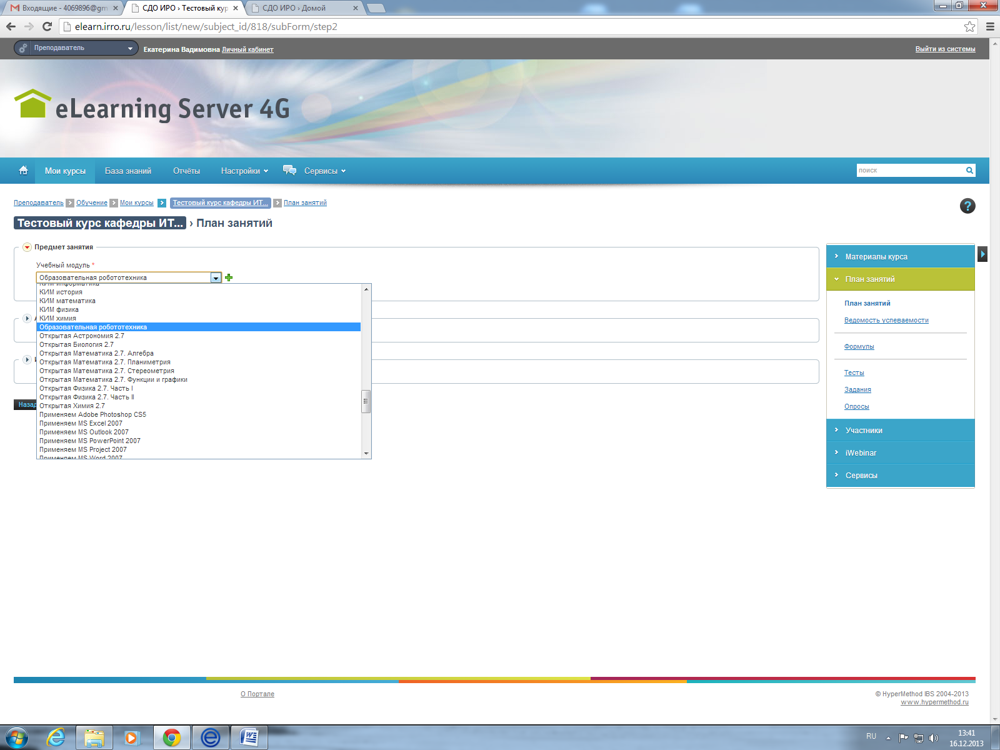 Входящие - 4069896@gm
СДО ИРО › Тестовый кур
СДО ИРО › Домой
elearn.irro.ru/lesson/list/new/subject_id/818/subForm/step2
Преподаватель
Екатерина Вадимовна Личный кабинет
Выйти из системы
eLearning Server 4G
Мои курсы
База знаний
Отчёты
Настройки
Сервисы
поиск
Преподаватель
Обучение
Мои курсы
Тестовый курс кафедры ИТ...
План занятий
?
Тестовый курс кафедры ИТ... › План занятий
Предмет занятия
Учебный модуль *
Образовательная робототехника
КИМ информатика
КИМ история
КИМ математика
КИМ физика
КИМ химия
Образовательная робототехника
Открытая Астрономия 2.7
Открытая Биология 2.7
Открытая Математика 2.7. Алгебра
Открытая Математика 2.7. Планиметрия
Открытая Математика 2.7. Стереометрия
Открытая Математика 2.7. Функции и графики
Открытая Физика 2.7. Часть I
Открытая Физика 2.7. Часть II
Открытая Химия 2.7
Применяем Adobe Photoshop CS5
Применяем MS Excel 2007
Применяем MS Outlook 2007
Применяем MS PowerPoint 2007
Применяем MS Project 2007
Применяем MS Word 2007
Назад
Материалы курса
План занятий
План занятий
Ведомость успеваемости
Формулы
Тесты
Задания
Опросы
Участники
iWebinar
Сервисы
О Портале
© HyperMethod IBS 2004-2013
www.hypermethod.ru
RU
13:41
16.12.2013